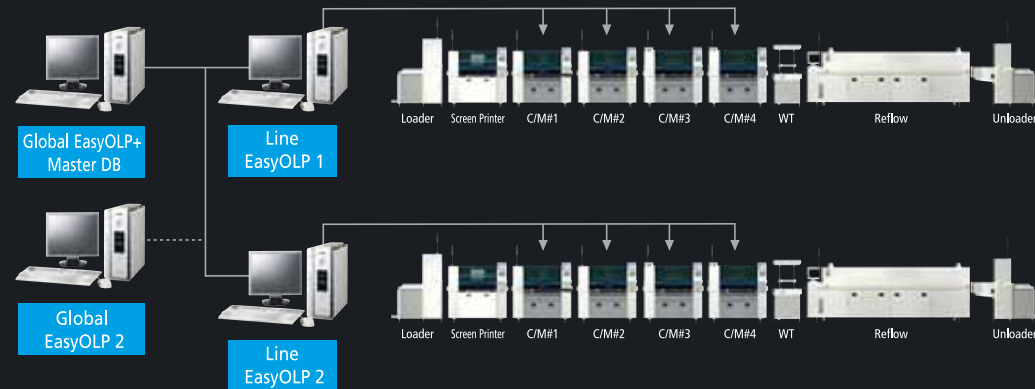 Global EasyOLP+
Master DB
Line
EasyOLP 1
Loader Screen Printer C/M#1 C/M#2 C/M#3 C/M#4 WT Reflow Unloader
Global
EasyOLP 2
Line
EasyOLP 2
Loader Screen Printer C/M#1 C/M#2 C/M#3 C/M#4 WT Reflow Unloader